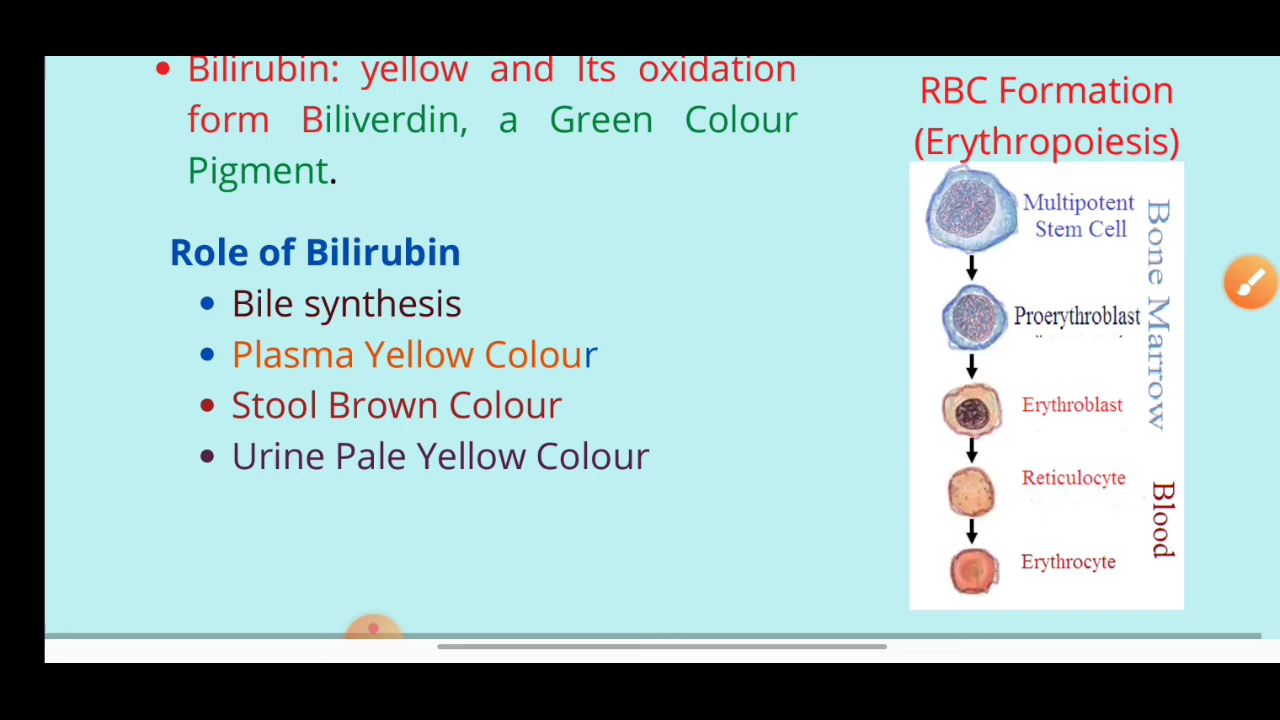 Bilirubin: yellow and Its oxidation
form Biliverdin, a Green Colour
Pigment.
Role of Bilirubin
Bile synthesis
Plasma Yellow Colour
Stool Brown Colour
Urine Pale Yellow Colour
RBC Formation
(Erythropoiesis)
Multipotent
Stem Cell
Proerythroblast
Erythroblast
Reticulocyte
Erythrocyte
Bone Marrow
Blood